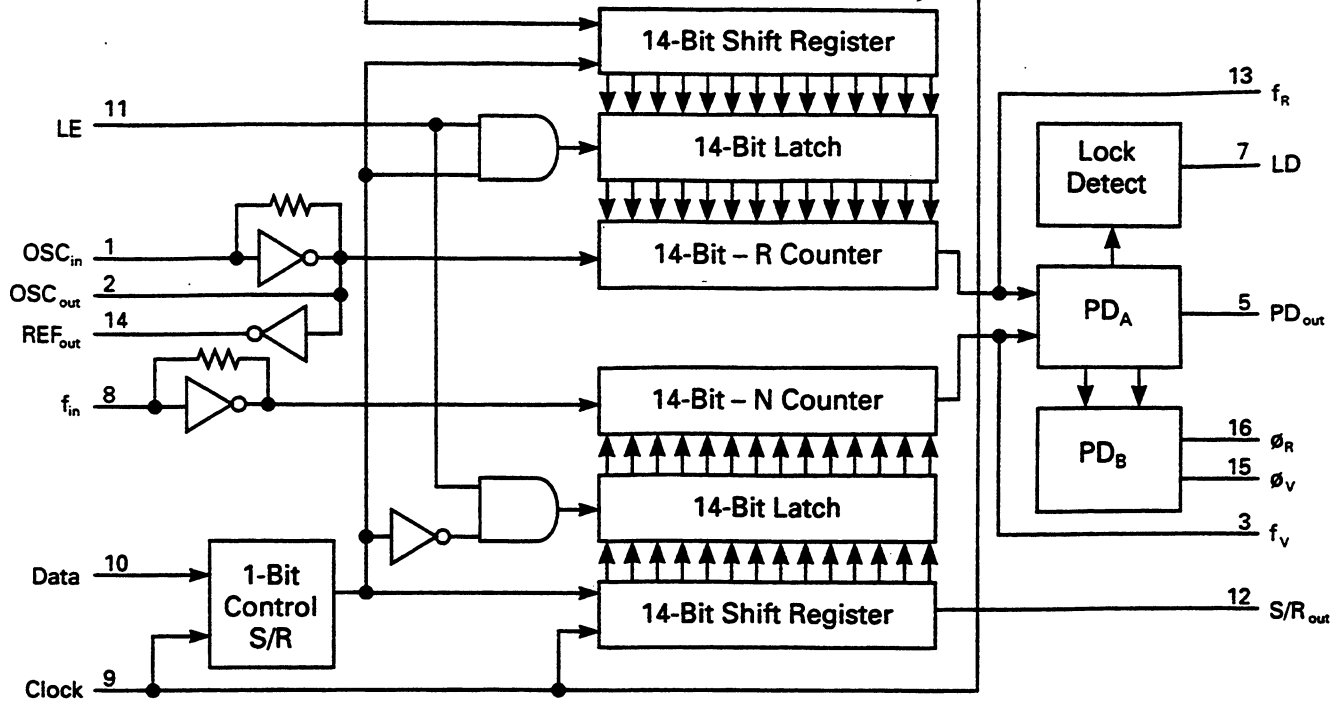 14-Bit Shift Register
13
f_R
11
LE
14-Bit Latch
Lock
Detect
7
LD
1
OSC_in
14-Bit – R Counter
2
OSC_out
14
REF_out
PD_A
5
PD_out
8
f_in
14-Bit – N Counter
PD_B
16
ø_R
15
ø_V
14-Bit Latch
3
f_V
10
Data
1-Bit
Control
S/R
14-Bit Shift Register
12
S/R_out
9
Clock